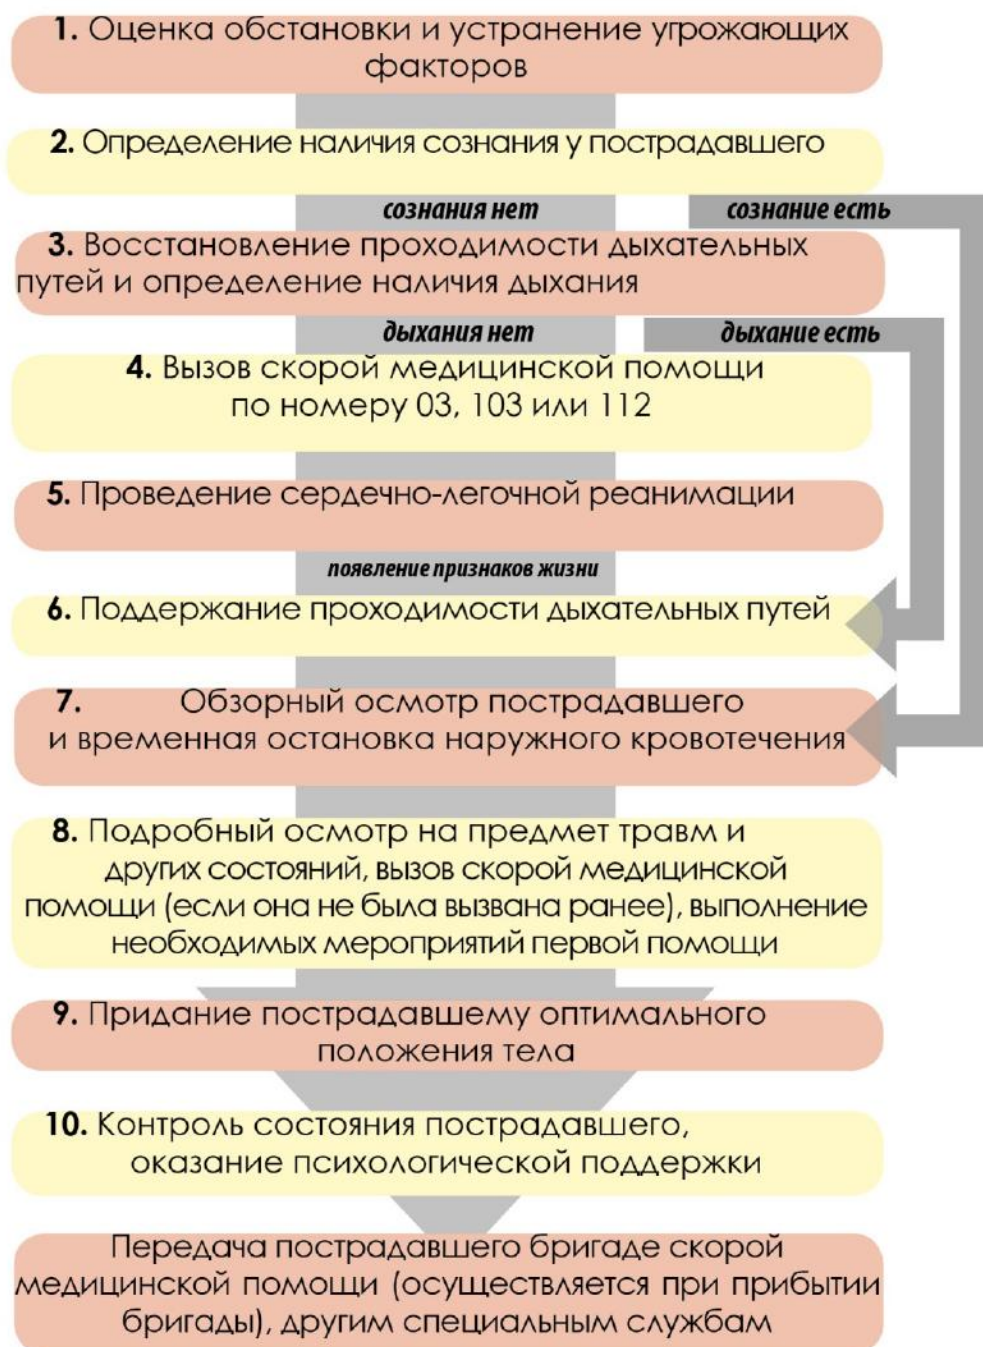 1. Оценка обстановки и устранение угрожающих
факторов
2. Определение наличия сознания у пострадавшего
сознания нет
сознание есть
3. Восстановление проходимости дыхательных
путей и определение наличия дыхания
дыхания нет
дыхание есть
4. Вызов скорой медицинской помощи
по номеру 03, 103 или 112
5. Проведение сердечно-легочной реанимации
появление признаков жизни
6. Поддержание проходимости дыхательных путей
7. Обзорный осмотр пострадавшего
и временная остановка наружного кровотечения
8. Подробный осмотр на предмет травм и
других состояний, вызов скорой медицинской
помощи (если она не была вызвана ранее), выполнение
необходимых мероприятий первой помощи
9. Придание пострадавшему оптимального
положения тела
10. Контроль состояния пострадавшего,
оказание психологической поддержки
Передача пострадавшего бригаде скорой
медицинской помощи (осуществляется при прибытии
бригады), другим специальным службам